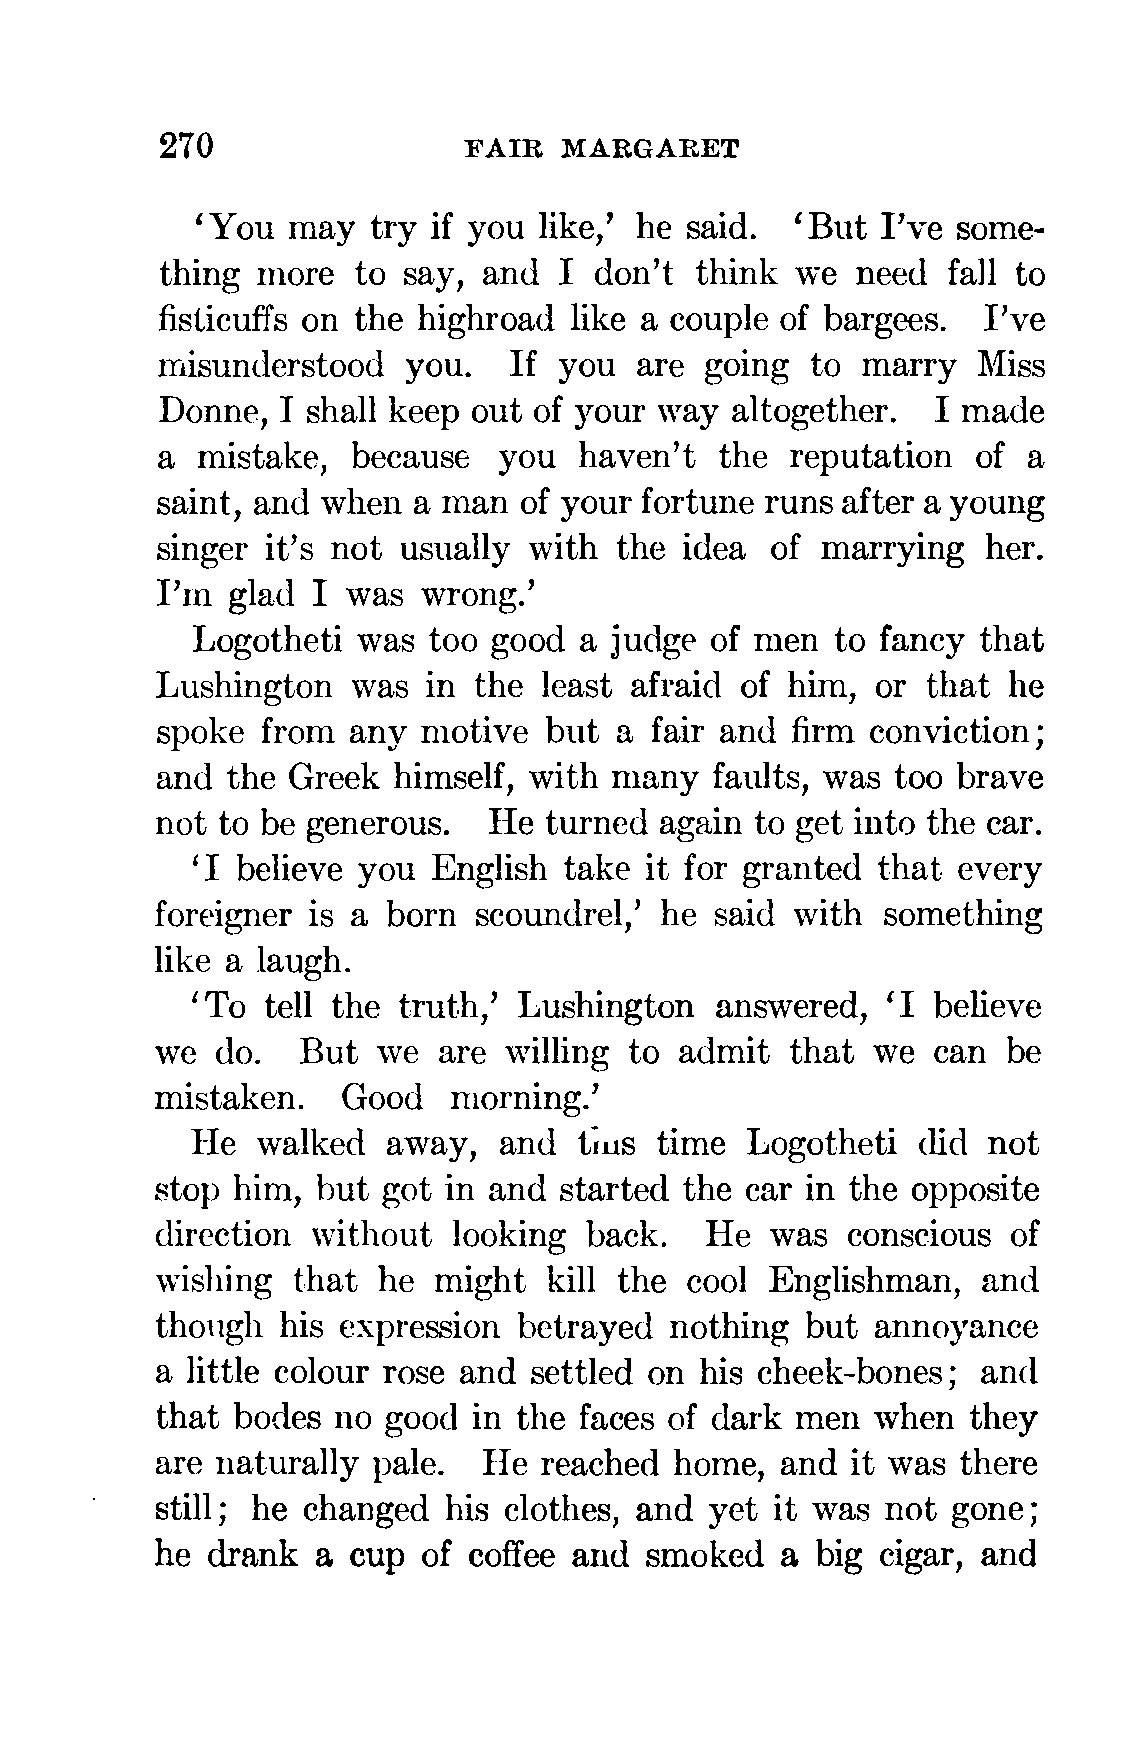 270 FAIR MARGARET
‘You may try if you like,’ he said. ‘But I’ve some-
thing more to say, and I don’t think we need fall to
fisticuffs on the highroad like a couple of bargees. I’ve
misunderstood you. If you are going to marry Miss
Donne, I shall keep out of your way altogether. I made
a mistake, because you haven’t the reputation of a
saint, and when a man of your fortune runs after a young
singer it’s not usually with the idea of marrying her.
I’m glad I was wrong.’
Logotheti was too good a judge of men to fancy that
Lushington was in the least afraid of him, or that he
spoke from any motive but a fair and firm conviction;
and the Greek himself, with many faults, was too brave
not to be generous. He turned again to get into the car.
‘I believe you English take it for granted that every
foreigner is a born scoundrel,’ he said with something
like a laugh.
‘To tell the truth,’ Lushington answered, ‘I believe
we do. But we are willing to admit that we can be
mistaken. Good morning.’
He walked away, and this time Logotheti did not
stop him, but got in and started the car in the opposite
direction without looking back. He was conscious of
wishing that he might kill the cool Englishman, and
though his expression betrayed nothing but annoyance
a little colour rose and settled on his cheek-bones; and
that bodes no good in the faces of dark men when they
are naturally pale. He reached home, and it was there
still; he changed his clothes, and yet it was not gone;
he drank a cup of coffee and smoked a big cigar, and